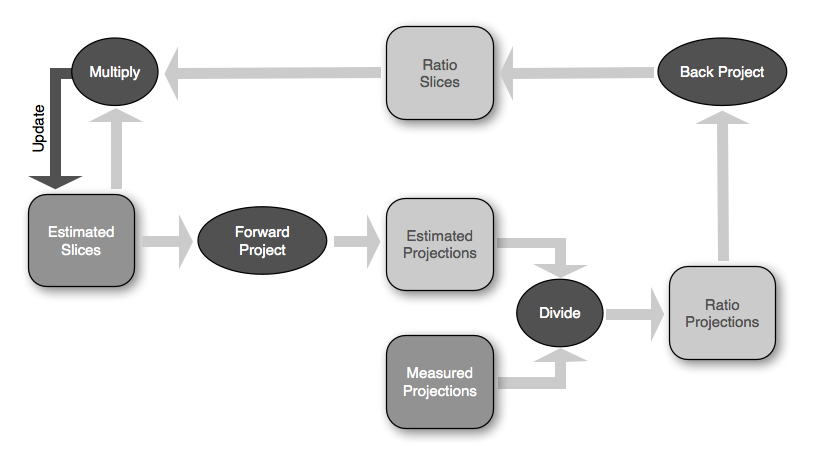 Multiply
Ratio
Slices
Back Project
Update
Estimated
Slices
Forward
Project
Estimated
Projections
Divide
Ratio
Projections
Measured
Projections